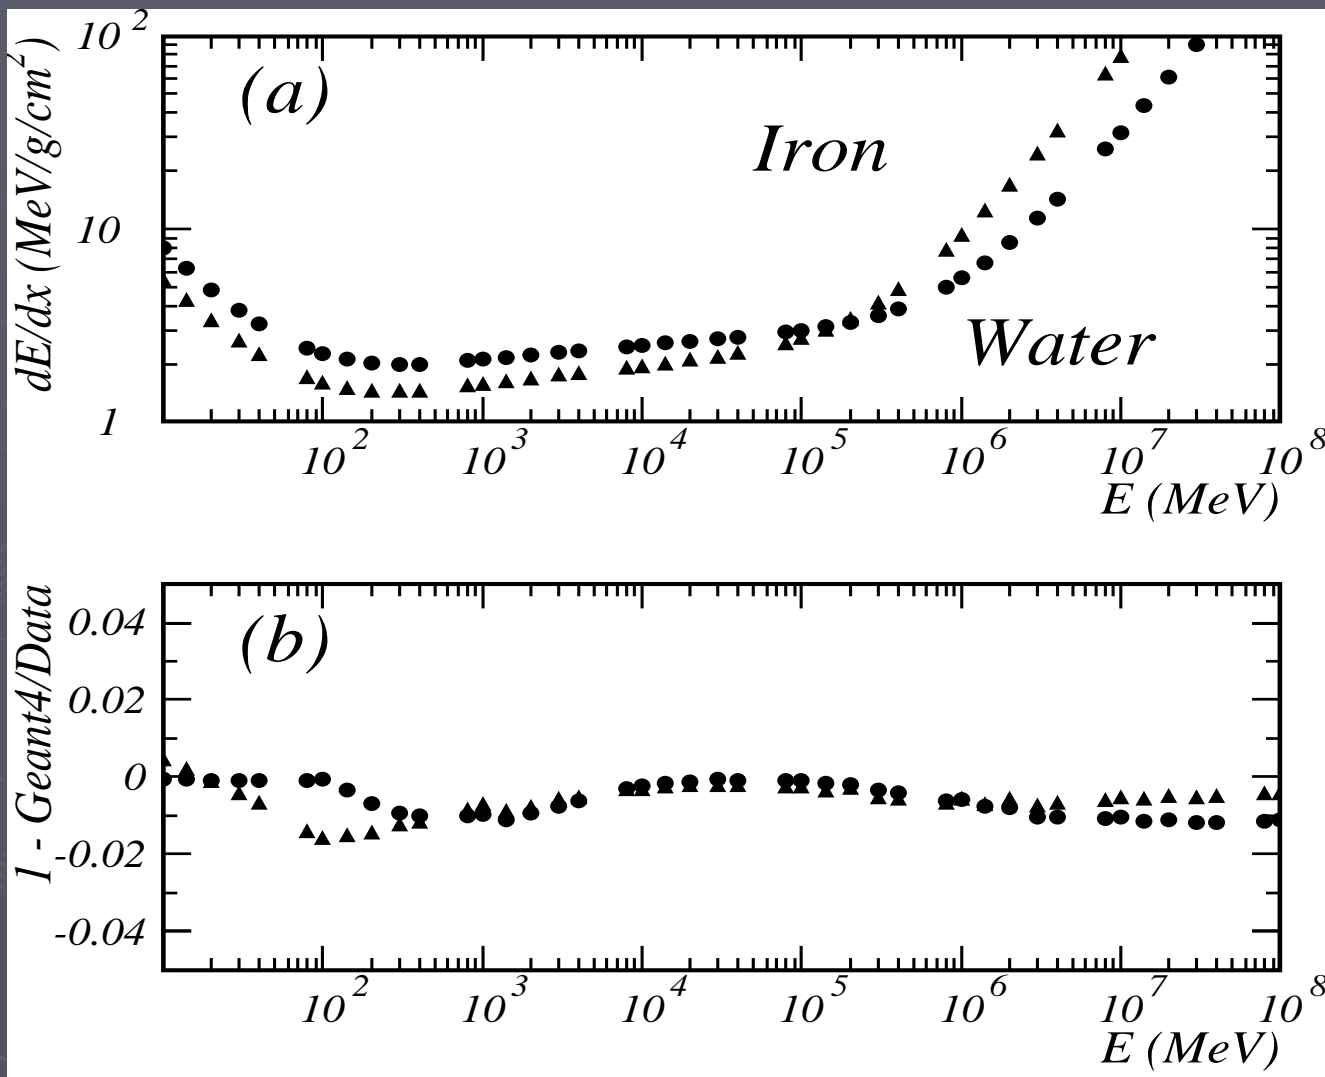 (a)
Iron
Water
dE/dx (MeV/g/cm²)
10²
10
1
10² 10³ 10⁴ 10⁵ 10⁶ 10⁷ 10⁸
E (MeV)
(b)
1 - Geant4/Data
0.04
0.02
0
-0.02
-0.04
10² 10³ 10⁴ 10⁵ 10⁶ 10⁷ 10⁸
E (MeV)